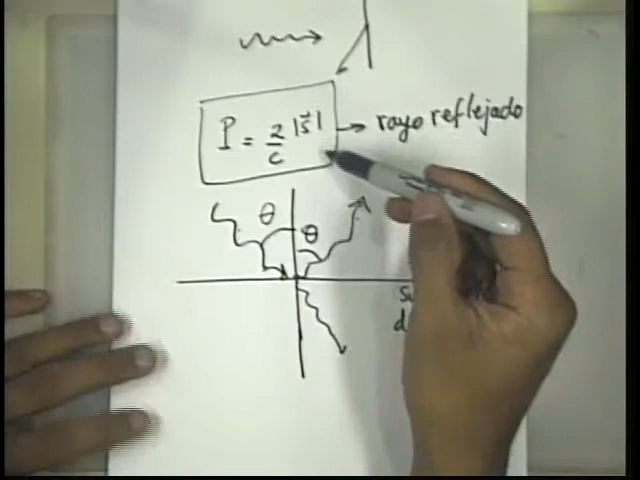 P = 2/c |S⃗| → rayo reflejado
θ
θ